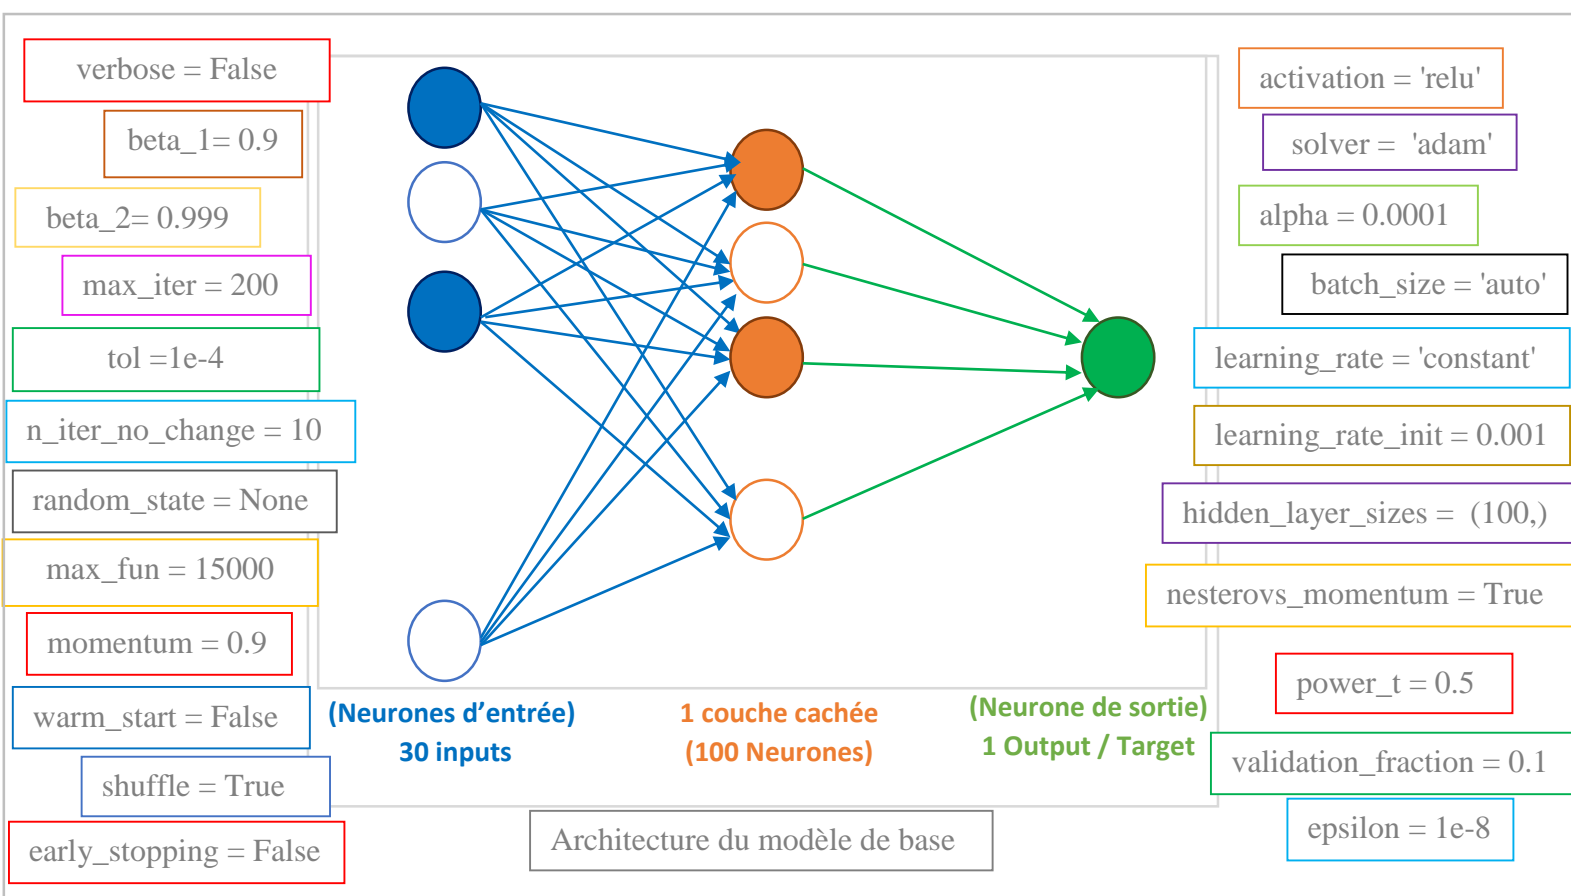 verbose = False
beta_1= 0.9
beta_2= 0.999
max_iter = 200
tol =1e-4
n_iter_no_change = 10
random_state = None
max_fun = 15000
momentum = 0.9
warm_start = False
shuffle = True
early_stopping = False
(Neurones d’entrée)
30 inputs
1 couche cachée
(100 Neurones)
(Neurone de sortie)
1 Output / Target
Architecture du modèle de base
activation = 'relu'
solver =  'adam'
alpha = 0.0001
batch_size = 'auto'
learning_rate = 'constant'
learning_rate_init = 0.001
hidden_layer_sizes =  (100,)
nesterovs_momentum = True
power_t = 0.5
validation_fraction = 0.1
epsilon = 1e-8